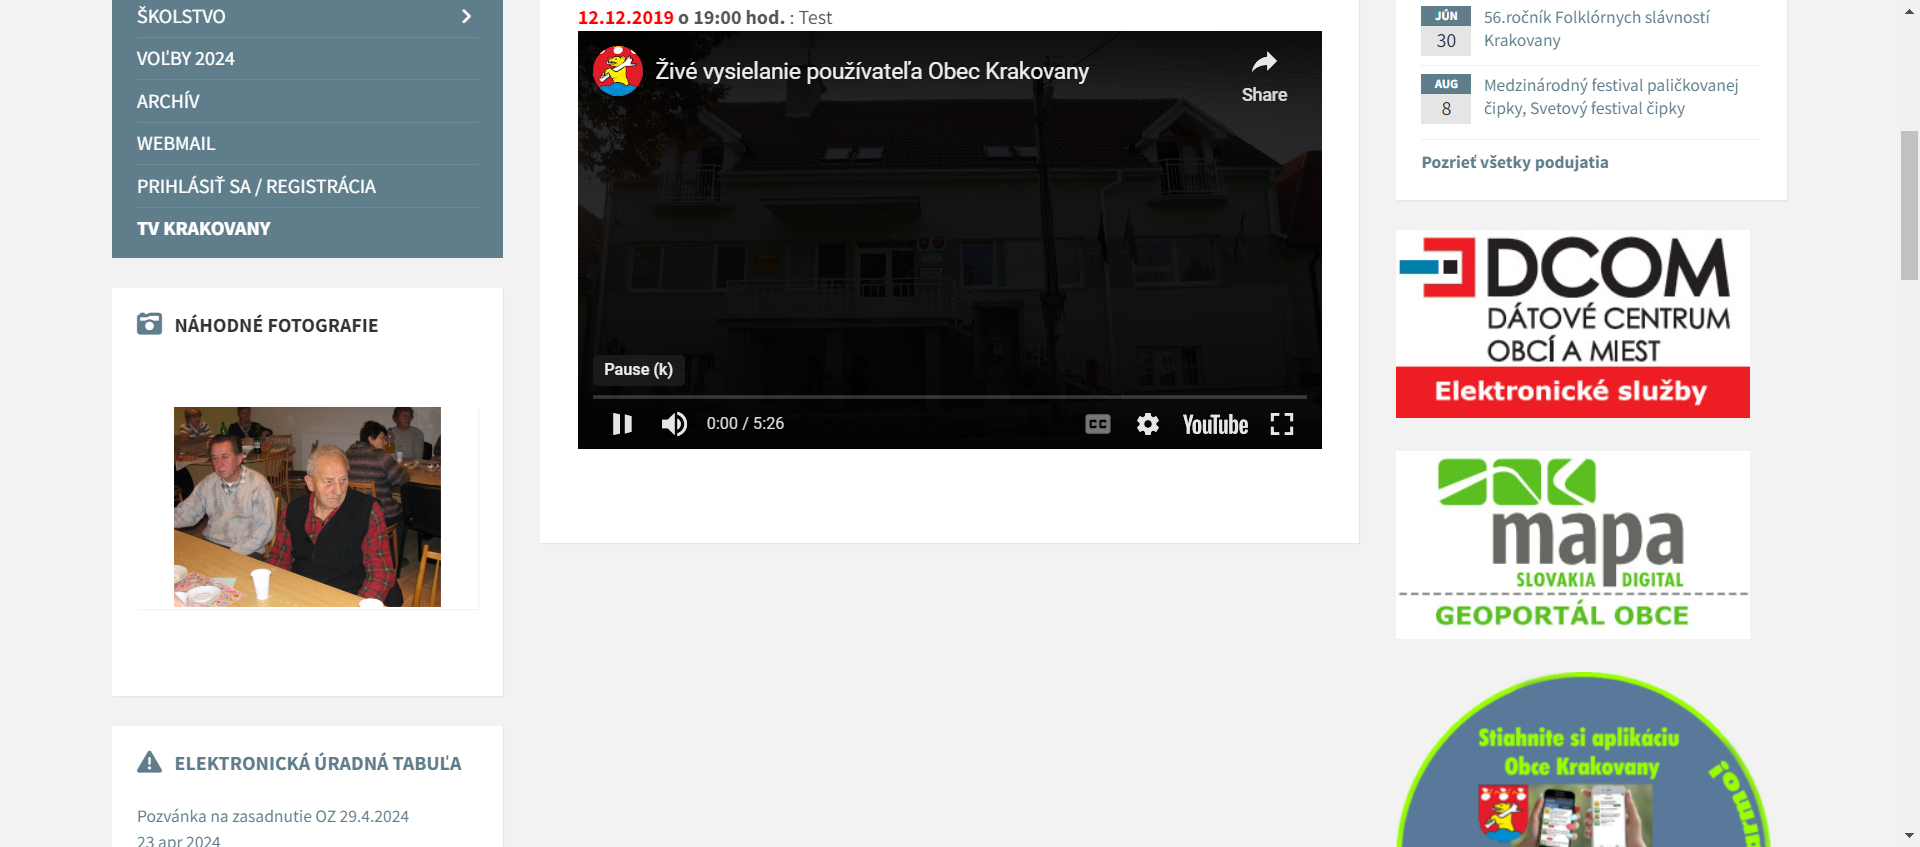 ŠKOLSTVO
VOĽBY 2024
ARCHÍV
WEBMAIL
PRIHLÁSIŤ SA / REGISTRÁCIA
TV KRAKOVANY
NÁHODNÉ FOTOGRAFIE
ELEKTRONICKÁ ÚRADNÁ TABUĽA
Pozvánka na zasadnutie OZ 29.4.2024
23 apr 2024
12.12.2019 o 19:00 hod. : Test
Živé vysielanie používateľa Obec Krakovany
Share
Pause (k)
0:00 / 5:26
CC
YouTube
JÚN
30
56.ročník Folklórnych slávností
Krakovany
AUG
8
Medzinárodný festival paličkovanej
čipky, Svetový festival čipky
Pozrieť všetky podujatia
DCOM
DÁTOVÉ CENTRUM
OBCÍ A MIEST
Elektronické služby
mapa
SLOVAKIA DIGITAL
GEOPORTÁL OBCE
Stiahnite si aplikáciu
Obce Krakovany